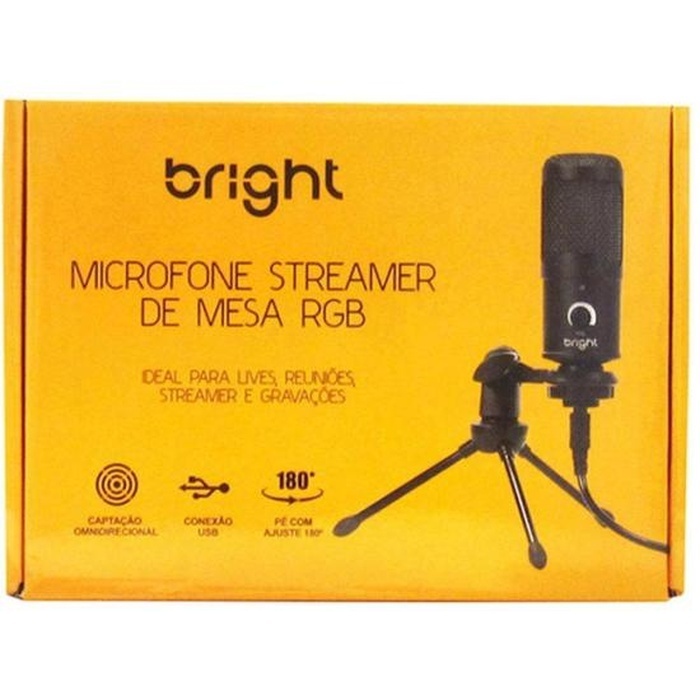 bright
MICROFONE STREAMER
DE MESA RGB
IDEAL PARA LIVES, REUNIÕES,
STREAMER E GRAVAÇÕES
CAPTAÇÃO
OMNIDIRECIONAL
CONEXÃO
USB
180°
PÉ COM
AJUSTE 180º
bright